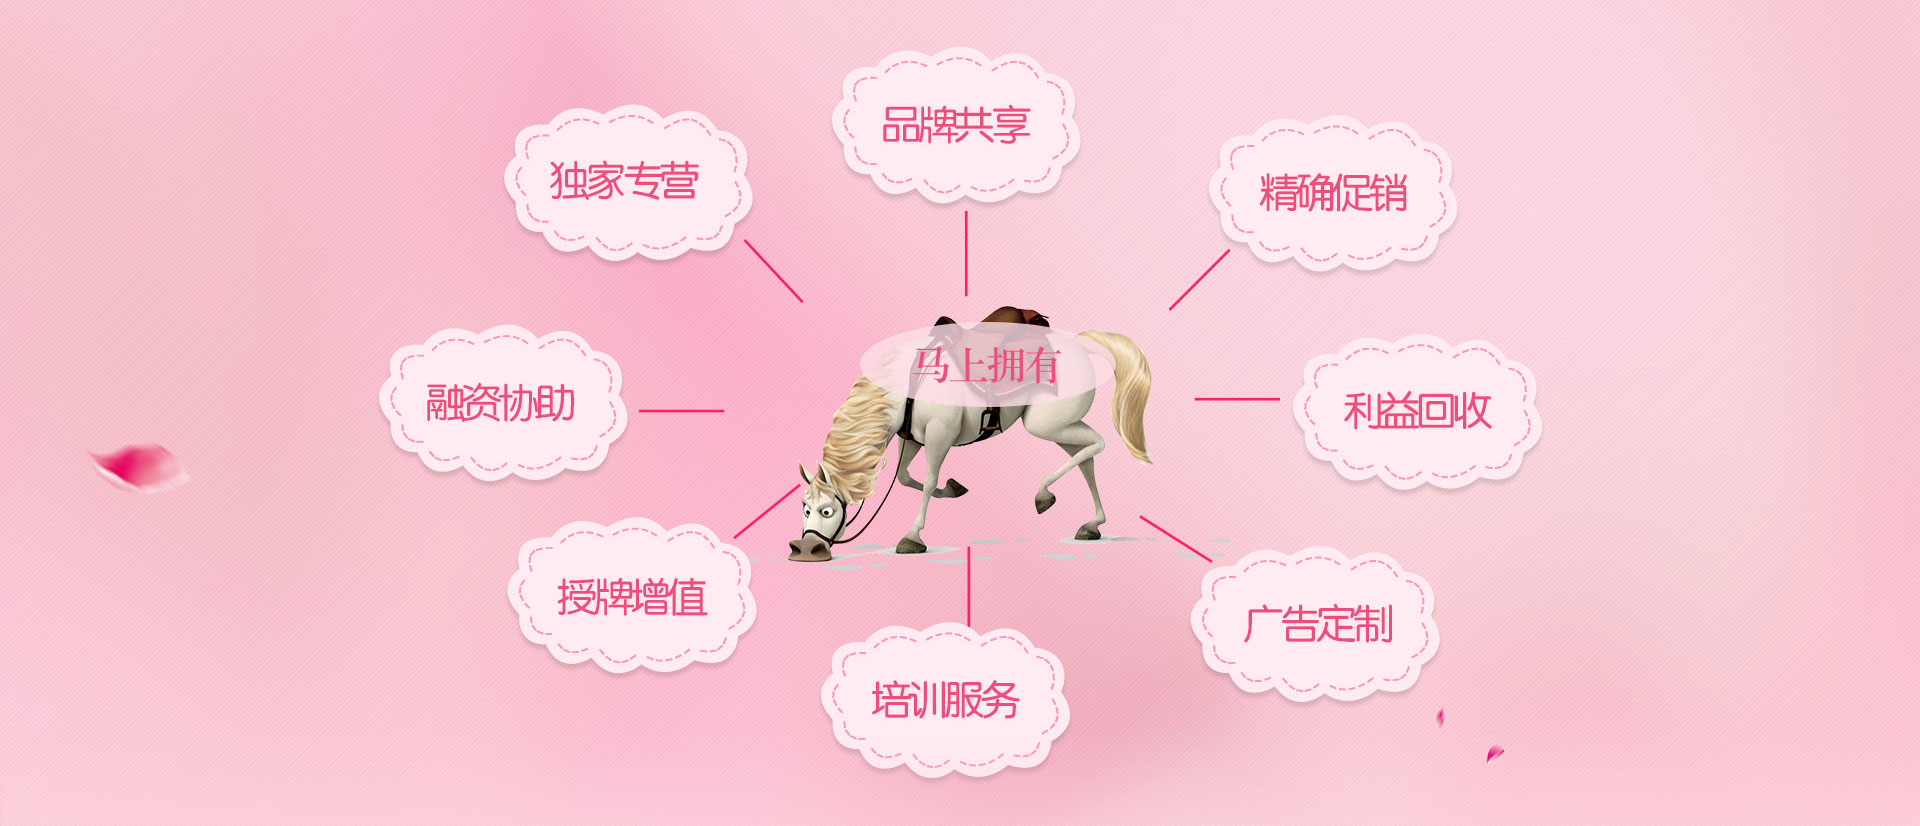 品牌共享
独家专营
精确促销
马上拥有
融资协助
利益回收
授牌增值
广告定制
培训服务